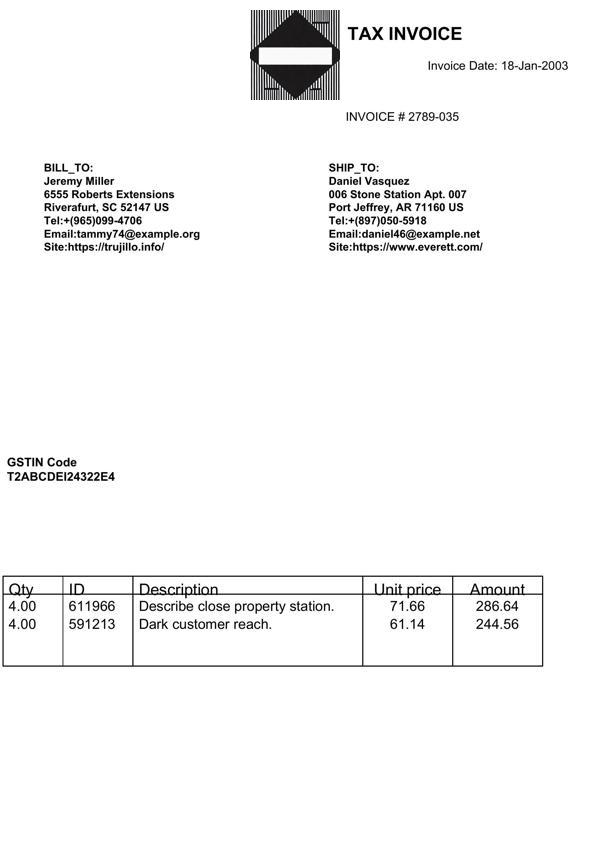 TAX INVOICE
Invoice Date: 18-Jan-2003
INVOICE # 2789-035
BILL_TO:
Jeremy Miller
6555 Roberts Extensions
Riverafurt, SC 52147 US
Tel:+(965)099-4706
Email:tammy74@example.org
Site:https://trujillo.info/
SHIP_TO:
Daniel Vasquez
006 Stone Station Apt. 007
Port Jeffrey, AR 71160 US
Tel:+(897)050-5918
Email:daniel46@example.net
Site:https://www.everett.com/
GSTIN Code
T2ABCDEI24322E4
Qty ID Description Unit price Amount
4.00 611966 Describe close property station. 71.66 286.64
4.00 591213 Dark customer reach. 61.14 244.56